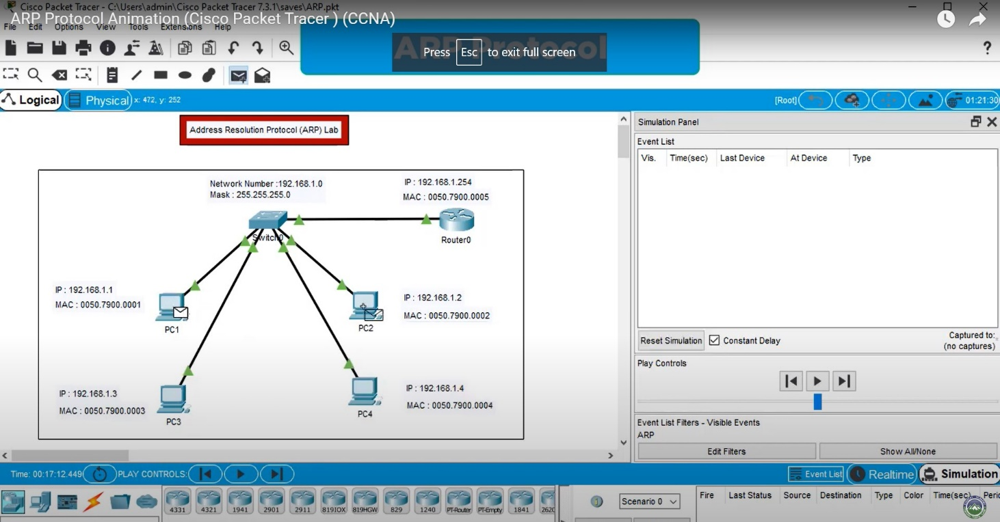 Cisco Packet Tracer - C:\Users\admin\Cisco Packet Tracer 7.3.1\saves\ARP.pkt
ARP Protocol Animation (Cisco Packet Tracer ) (CCNA)
File Edit Options View Tools Extensions Help
ARP Protocol
Press Esc to exit full screen
?
Logical Physical x: 472, y: 252 [Root] 01:21:30
Address Resolution Protocol (ARP) Lab
Network Number :192.168.1.0
Mask : 255.255.255.0
IP : 192.168.1.254
MAC : 0050.7900.0005
Switch0
Router0
IP : 192.168.1.1
MAC : 0050.7900.0001
PC1
IP : 192.168.1.2
MAC : 0050.7900.0002
PC2
IP : 192.168.1.3
MAC : 0050.7900.0003
PC3
IP : 192.168.1.4
MAC : 0050.7900.0004
PC4
Simulation Panel
Event List
Vis. Time(sec) Last Device At Device Type
Reset Simulation Constant Delay
Captured to:
(no captures)
Play Controls
Event List Filters - Visible Events
ARP
Edit Filters Show All/None
Time: 00:17:12.449 PLAY CONTROLS: Event List Realtime Simulation
4331 4321 1941 2901 2911 819IOX 819HGW 829 1240 PT-Router PT-Empty 1841 2620
Scenario 0
Fire Last Status Source Destination Type Color Time(sec) Peri